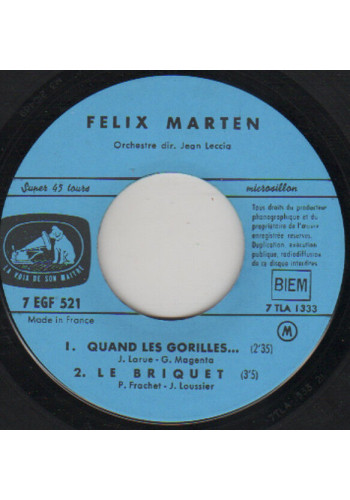 FELIX MARTEN
Orchestre dir. Jean Leccia
Super 45 tours
microsillon
Tous droits du producteur
phonographique et du
propriétaire de l'œuvre
enregistrée réservés.
Duplication, exécution
publique, radiodiffusion
de ce disque interdites
LA VOIX DE SON MAITRE
7 EGF 521
BIEM
7 TLA 1333
Made in France
M
1. QUAND LES GORILLES... (2'35)
J. Larue - G. Magenta
2. LE BRIQUET (3'5)
P. Frachet - J. Loussier